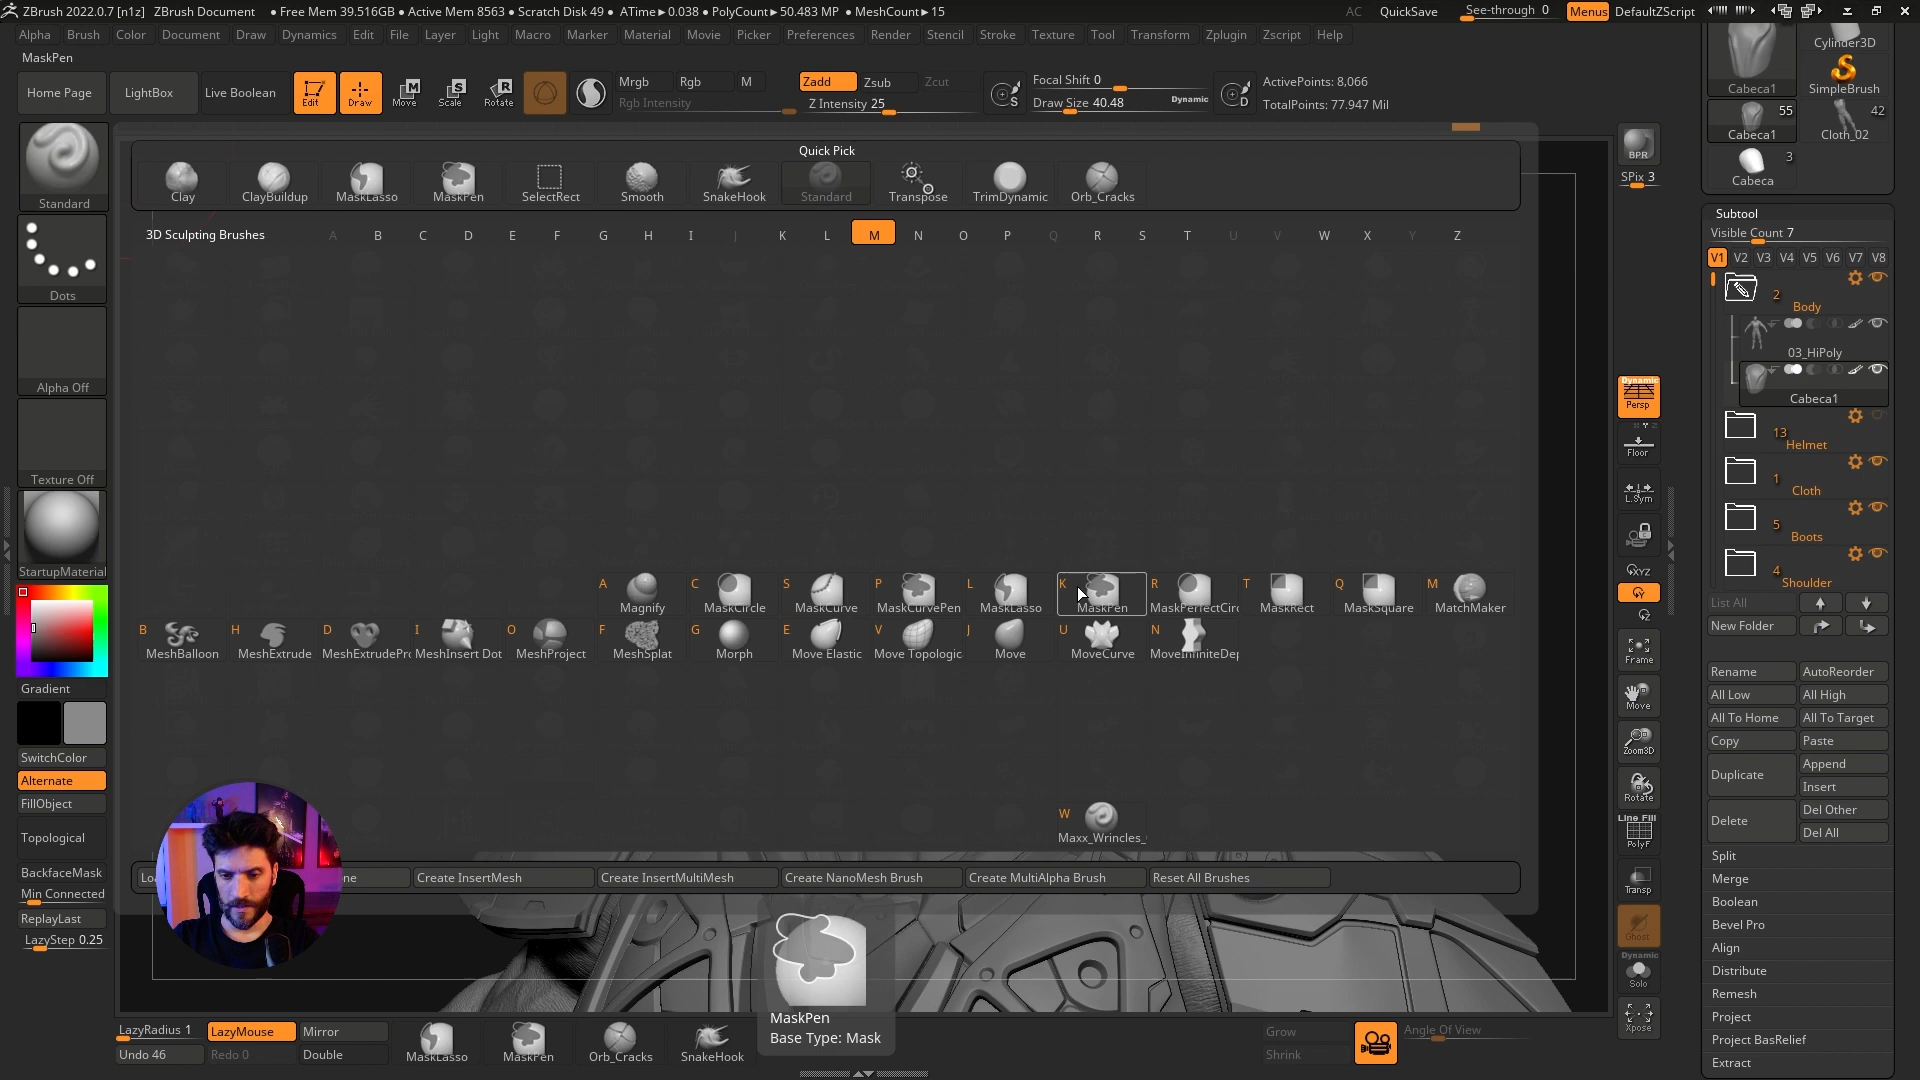 ZBrush 2022.0.7 [n1z] ZBrush Document ● Free Mem 39.516GB ● Active Mem 8563 ● Scratch Disk 49 ● ATime►0.038 ● PolyCount►50.483 MP ● MeshCount►15 AC QuickSave See-through 0 Menus DefaultZScript
Alpha Brush Color Document Draw Dynamics Edit File Layer Light Macro Marker Material Movie Picker Preferences Render Stencil Stroke Texture Tool Transform Zplugin Zscript Help
MaskPen
Home Page LightBox Live Boolean Edit Draw Move Scale Rotate
Mrgb Rgb M Zadd Zsub Zcut Focal Shift 0 ActivePoints: 8,066
Rgb Intensity Z Intensity 25 Draw Size 40.48 Dynamic TotalPoints: 77.947 Mil
Standard
Dots
Alpha Off
Texture Off
StartupMaterial
Gradient
SwitchColor
Alternate
FillObject
Topological
BackfaceMask
Min Connected
ReplayLast
LazyStep 0.25
Quick Pick
Clay ClayBuildup MaskLasso MaskPen SelectRect Smooth SnakeHook Standard Transpose TrimDynamic Orb_Cracks
3D Sculpting Brushes A B C D E F G H I J K L M N O P Q R S T U V W X Y Z
A C S P L K R T Q M
Magnify MaskCircle MaskCurve MaskCurvePen MaskLasso MaskPen MaskPerfectCirc MaskRect MaskSquare MatchMaker
B H D I O F G E V J U N
MeshBalloon MeshExtrude MeshExtrudePro MeshInsert Dot MeshProject MeshSplat Morph Move Elastic Move Topologic Move MoveCurve MoveInfiniteDep
W
Maxx_Wrincles_
Create InsertMesh Create InsertMultiMesh Create NanoMesh Brush Create MultiAlpha Brush Reset All Brushes
MaskPen
Base Type: Mask
LazyRadius 1 LazyMouse Mirror
Undo 46 Redo 0 Double MaskLasso MaskPen Orb_Cracks SnakeHook
Grow Angle Of View
Shrink
BPR
SPix 3
Dynamic
Persp
Floor
L.Sym
XYZ
Frame
Move
Zoom3D
Rotate
Line Fill
PolyF
Transp
Ghost
Dynamic
Solo
Xpose
Cabeca1 Cylinder3D
SimpleBrush
55 42
Cabeca1 Cloth_02
3
Cabeca
Subtool
Visible Count 7
V1 V2 V3 V4 V5 V6 V7 V8
2
Body
03_HiPoly
Cabeca1
13
Helmet
1
Cloth
5
Boots
4
Shoulder
List All
New Folder
Rename AutoReorder
All Low All High
All To Home All To Target
Copy Paste
Duplicate Append
Insert
Delete Del Other
Del All
Split
Merge
Boolean
Bevel Pro
Align
Distribute
Remesh
Project
Project BasRelief
Extract